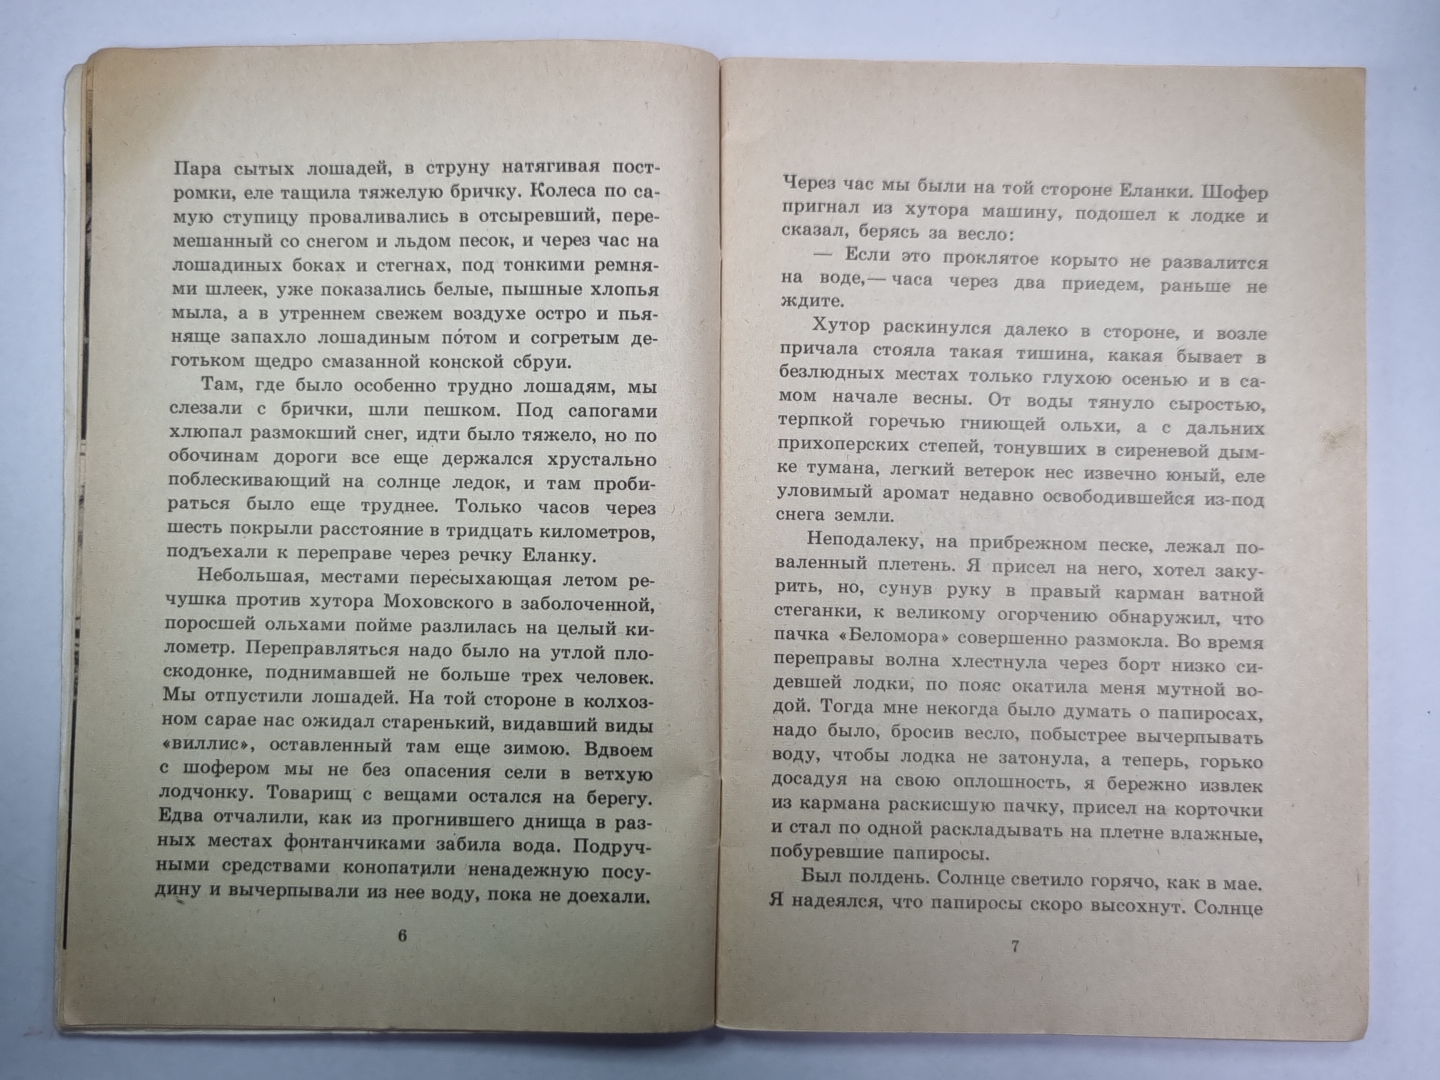 Пара сытых лошадей, в струну натягивая пост-
ромки, еле тащила тяжелую бричку. Колеса по са-
мую ступицу проваливались в отсыревший, пере-
мешанный со снегом и льдом песок, и через час на
лошадиных боках и стегнах, под тонкими ремня-
ми шлеек, уже показались белые, пышные хлопья
мыла, а в утреннем свежем воздухе остро и пья-
няще запахло лошадиным по́том и согретым де-
готьком щедро смазанной конской сбруи.
Там, где было особенно трудно лошадям, мы
слезали с брички, шли пешком. Под сапогами
хлюпал размокший снег, идти было тяжело, но по
обочинам дороги все еще держался хрустально
поблескивающий на солнце ледок, и там проби-
раться было еще труднее. Только часов через
шесть покрыли расстояние в тридцать километров,
подъехали к переправе через речку Еланку.
Небольшая, местами пересыхающая летом ре-
чушка против хутора Моховского в заболоченной,
поросшей ольхами пойме разлилась на целый ки-
лометр. Переправляться надо было на утлой пло-
скодонке, поднимавшей не больше трех человек.
Мы отпустили лошадей. На той стороне в колхоз-
ном сарае нас ожидал старенький, видавший виды
«виллис», оставленный там еще зимою. Вдвоем
с шофером мы не без опасения сели в ветхую
лодчонку. Товарищ с вещами остался на берегу.
Едва отчалили, как из прогнившего днища в раз-
ных местах фонтанчиками забила вода. Подруч-
ными средствами конопатили ненадежную посу-
дину и вычерпывали из нее воду, пока не доехали.
6
Через час мы были на той стороне Еланки. Шофер
пригнал из хутора машину, подошел к лодке и
сказал, берясь за весло:
— Если это проклятое корыто не развалится
на воде,— часа через два приедем, раньше не
ждите.
Хутор раскинулся далеко в стороне, и возле
причала стояла такая тишина, какая бывает в
безлюдных местах только глухою осенью и в са-
мом начале весны. От воды тянуло сыростью,
терпкой горечью гниющей ольхи, а с дальних
прихоперских степей, тонувших в сиреневой дым-
ке тумана, легкий ветерок нес извечно юный, еле
уловимый аромат недавно освободившейся из-под
снега земли.
Неподалеку, на прибрежном песке, лежал по-
валенный плетень. Я присел на него, хотел заку-
рить, но, сунув руку в правый карман ватной
стеганки, к великому огорчению обнаружил, что
пачка «Беломора» совершенно размокла. Во время
переправы волна хлестнула через борт низко си-
девшей лодки, по пояс окатила меня мутной во-
дой. Тогда мне некогда было думать о папиросах,
надо было, бросив весло, побыстрее вычерпывать
воду, чтобы лодка не затонула, а теперь, горько
досадуя на свою оплошность, я бережно извлек
из кармана раскисшую пачку, присел на корточки
и стал по одной раскладывать на плетне влажные,
побуревшие папиросы.
Был полдень. Солнце светило горячо, как в мае.
Я надеялся, что папиросы скоро высохнут. Солнце
7